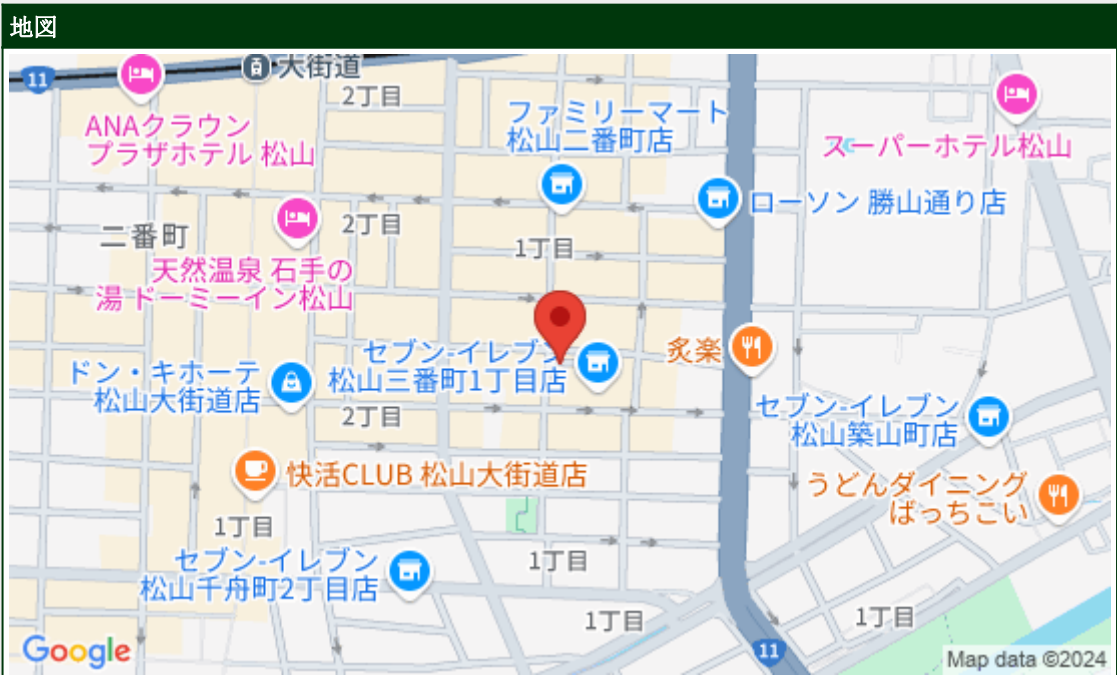 地図
11
大街道
2丁目
ANAクラウン
プラザホテル 松山
ファミリーマート
松山二番町店
スーパーホテル松山
ローソン 勝山通り店
二番町
2丁目
1丁目
天然温泉 石手の
湯 ドーミーイン松山
セブン-イレブン
松山三番町1丁目店
炙楽
ドン・キホーテ
松山大街道店
2丁目
セブン-イレブン
松山築山町店
快活CLUB 松山大街道店
うどんダイニング
ばっちこい
1丁目
セブン-イレブン
松山千舟町2丁目店
1丁目
1丁目
1丁目
11
Google
Map data ©2024